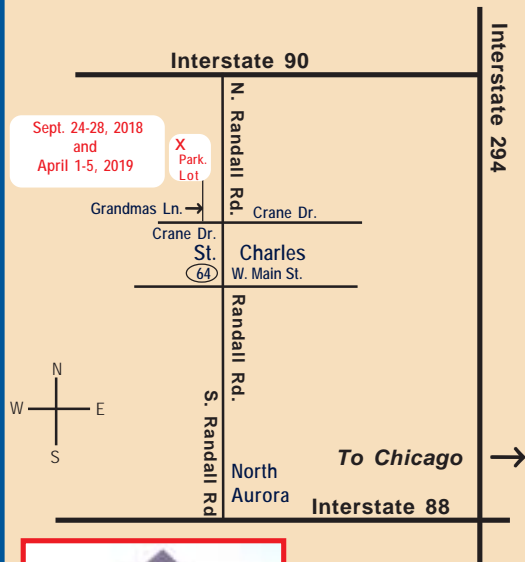 Interstate 90
Interstate 294
N. Randall Rd.
Sept. 24-28, 2018
and
April 1-5, 2019
X
Park.
Lot
Grandmas Ln.
Crane Dr.
Crane Dr.
St. Charles
64
W. Main St.
Randall Rd.
N
W E
S
S. Randall Rd
To Chicago
North
Aurora
Interstate 88